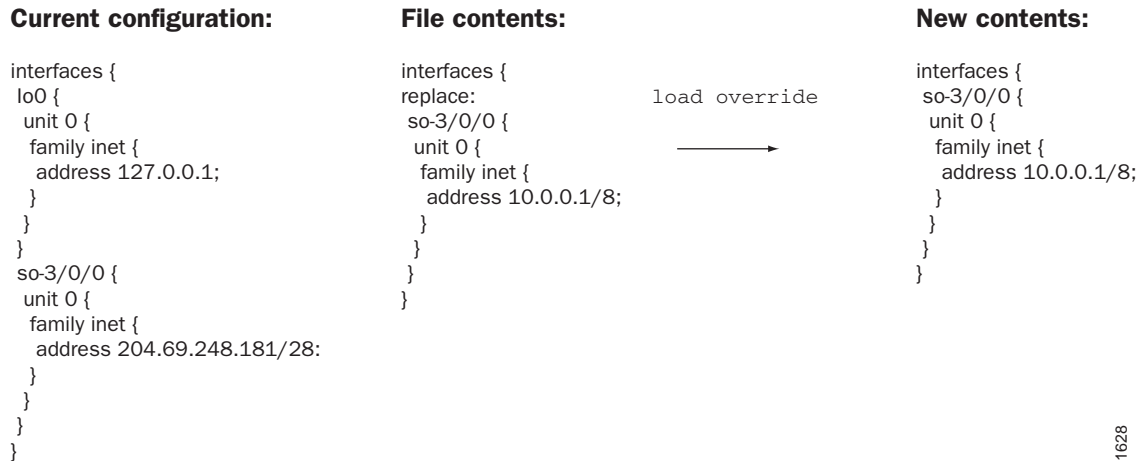 Current configuration:
interfaces {
lo0 {
unit 0 {
family inet {
address 127.0.0.1;
}
}
}
so-3/0/0 {
unit 0 {
family inet {
address 204.69.248.181/28:
}
}
}
}
File contents:
interfaces {
replace:
so-3/0/0 {
unit 0 {
family inet {
address 10.0.0.1/8;
}
}
}
}
load override
New contents:
interfaces {
so-3/0/0 {
unit 0 {
family inet {
address 10.0.0.1/8;
}
}
}
}
1628